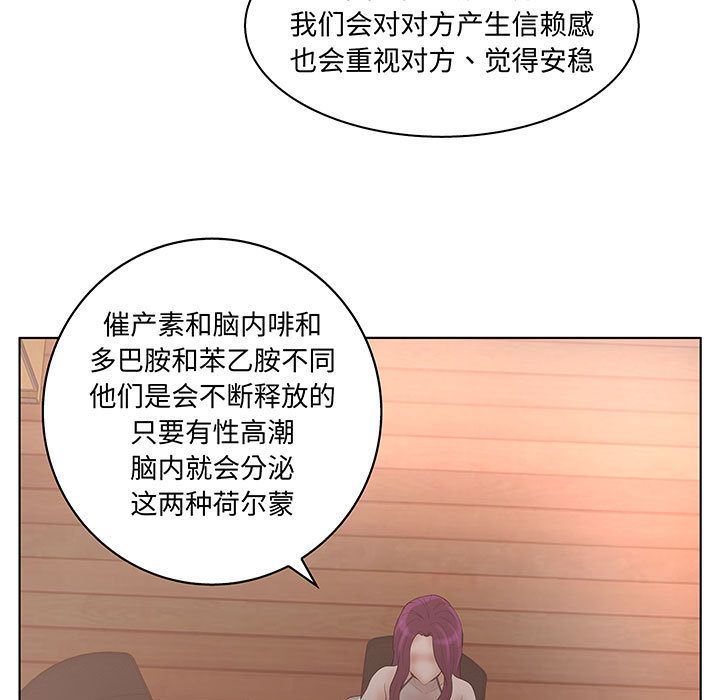 我们会对对方产生信赖感
也会重视对方、觉得安稳
催产素和脑内啡和
多巴胺和苯乙胺不同
他们是会不断释放的
只要有性高潮
脑内就会分泌
这两种荷尔蒙